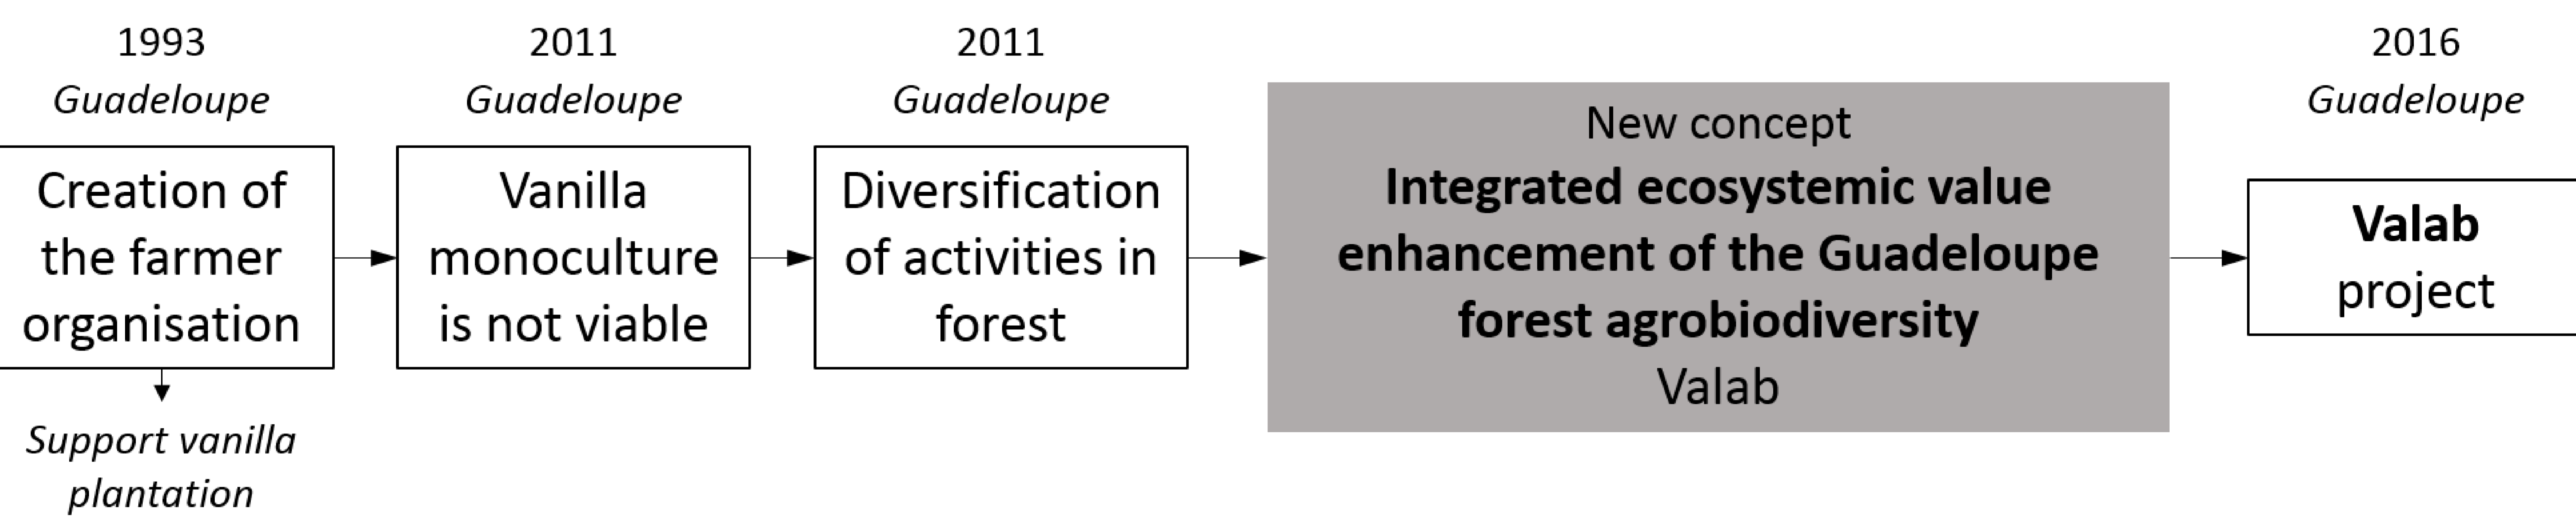 1993
Guadeloupe
Creation of
the farmer
organisation
Support vanilla
plantation
2011
Guadeloupe
Vanilla
monoculture
is not viable
2011
Guadeloupe
Diversification
of activities in
forest
New concept
Integrated ecosystemic value
enhancement of the Guadeloupe
forest agrobiodiversity
Valab
2016
Guadeloupe
Valab
project